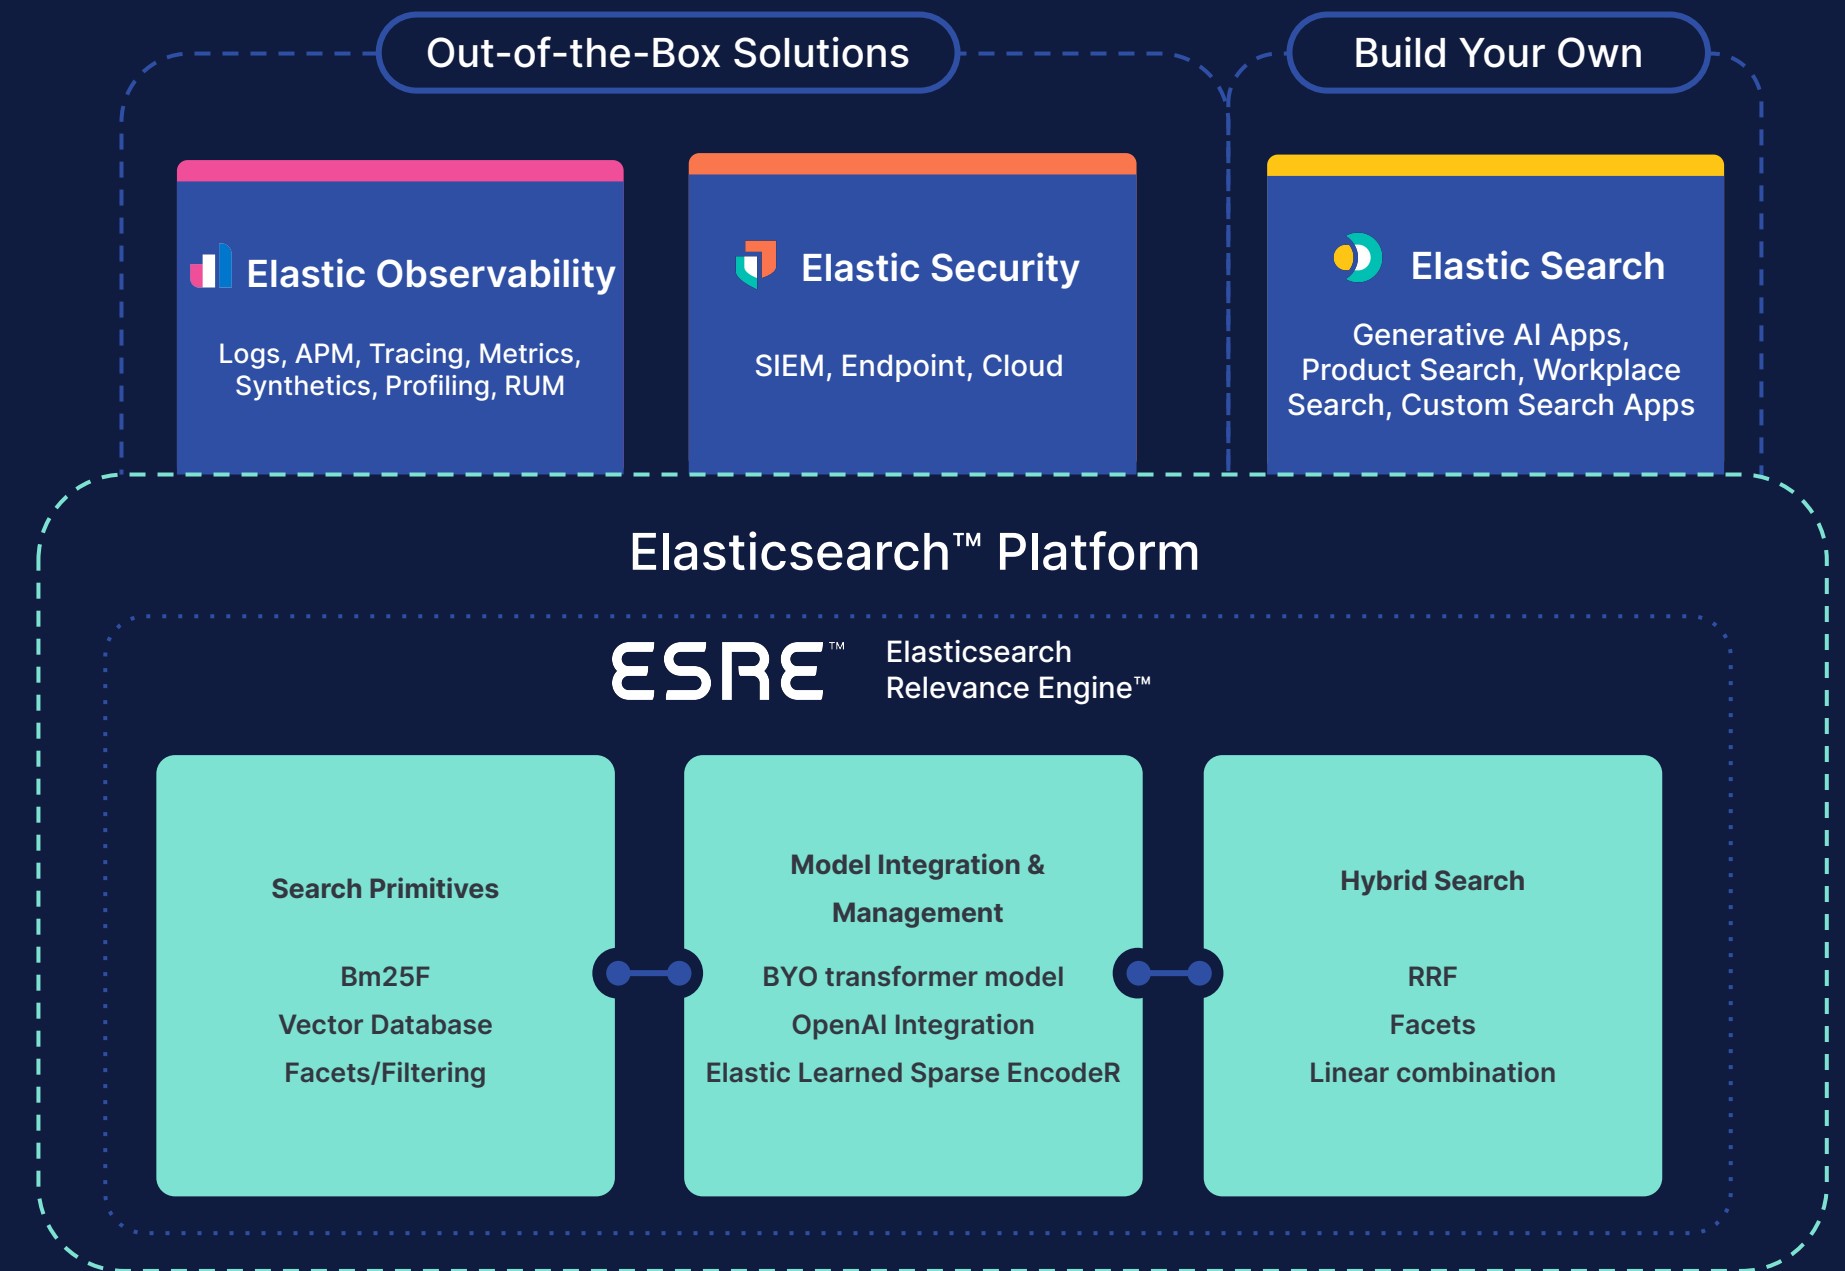 Out-of-the-Box Solutions
Build Your Own
Elastic Observability
Logs, APM, Tracing, Metrics,
Synthetics, Profiling, RUM
Elastic Security
SIEM, Endpoint, Cloud
Elastic Search
Generative AI Apps,
Product Search, Workplace
Search, Custom Search Apps
Elasticsearch™ Platform
ESRE™
Elasticsearch
Relevance Engine™
Search Primitives
Bm25F
Vector Database
Facets/Filtering
Model Integration &
Management
BYO transformer model
OpenAI Integration
Elastic Learned Sparse EncodeR
Hybrid Search
RRF
Facets
Linear combination